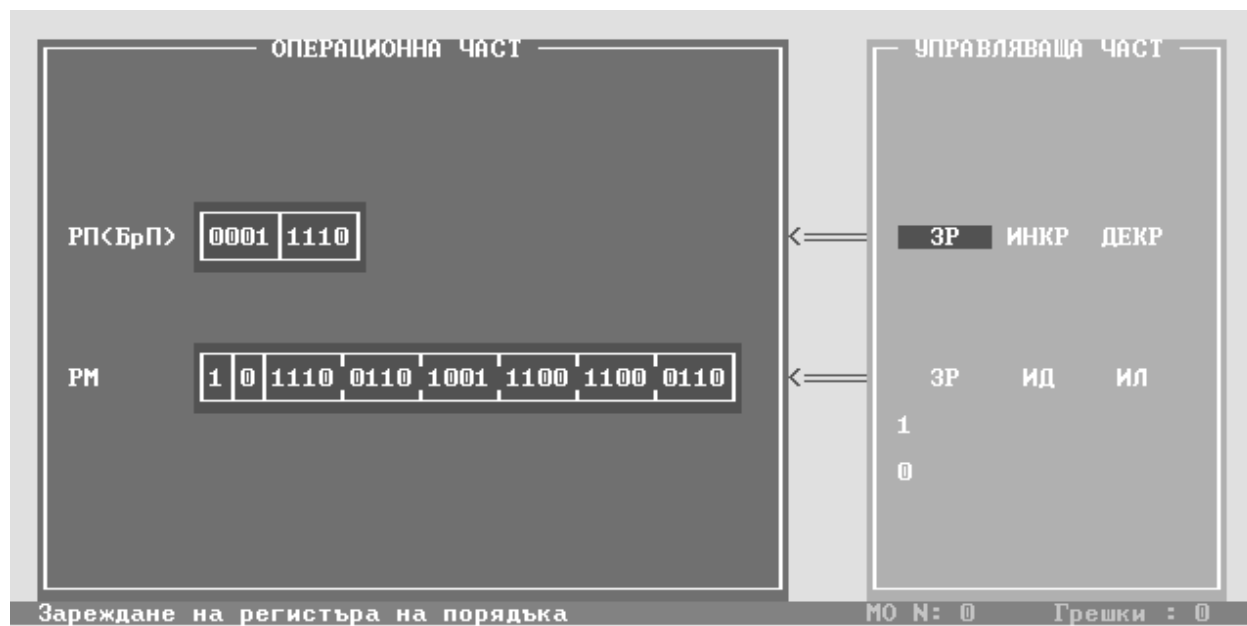 ОПЕРАЦИОННА ЧАСТ УПРАВЛЯВАЩА ЧАСТ
РП<БрП> 0001 1110 ЗР ИНКР ДЕКР
РМ 1 0 1110 0110 1001 1100 1100 0110 ЗР ИД ИЛ
1
0
Зареждане на регистъра на порядъка МО N: 0 Грешки : 0